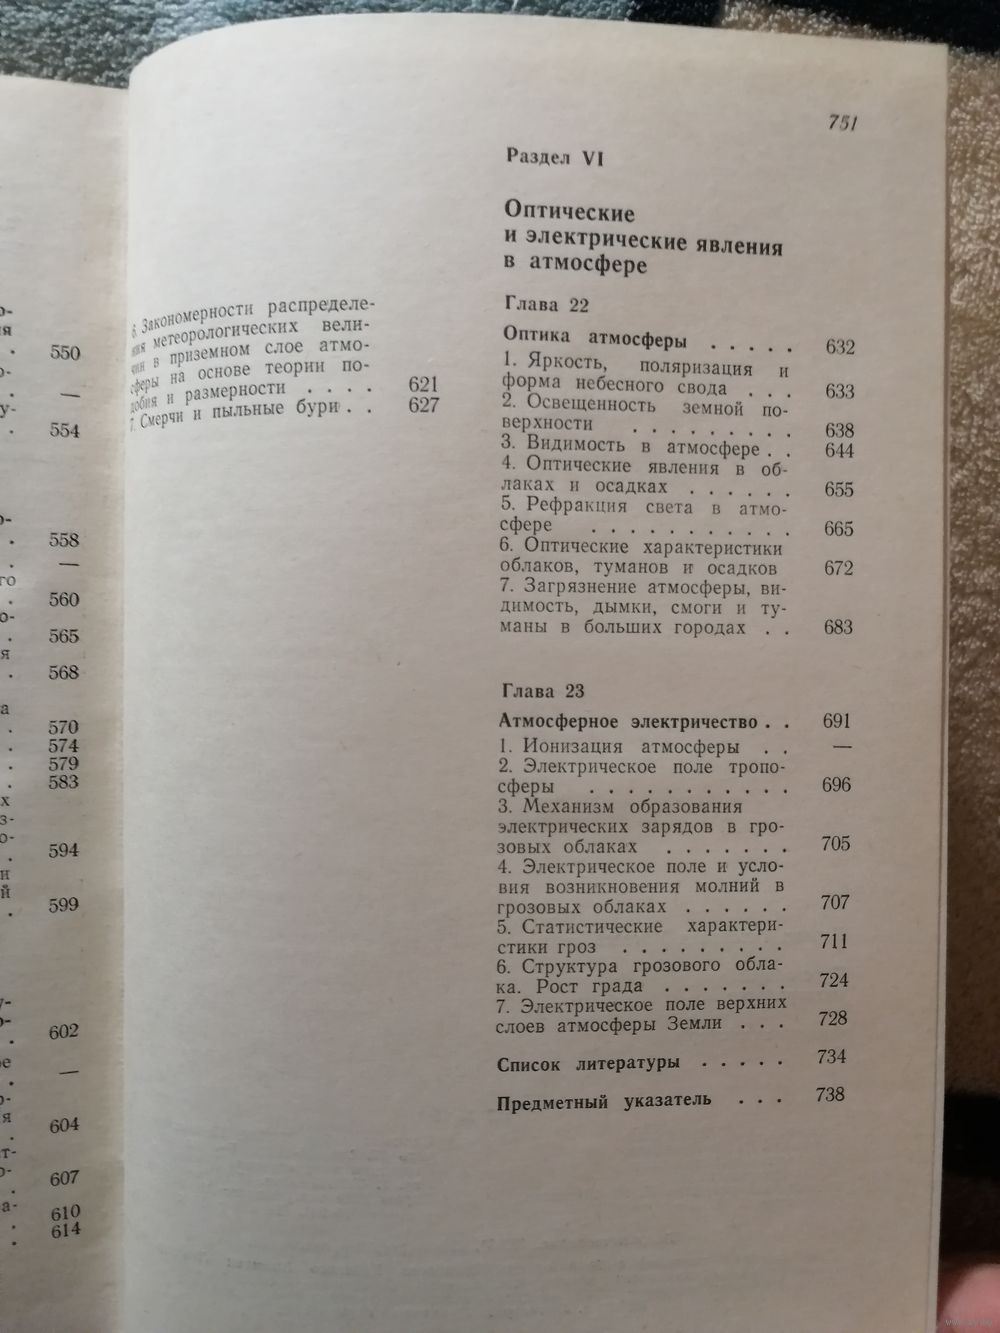 550
—
554
558
—
560
565
568
570
574
579
583
594
599
602
—
604
607
610
614
6. Закономерности распределе-
ния метеорологических вели-
чин в приземном слое атмо-
сферы на основе теории по-
добия и размерности . . . . 621
7. Смерчи и пыльные бури . . 627
751
Раздел VI
Оптические
и электрические явления
в атмосфере
Глава 22
Оптика атмосферы . . . . . 632
1. Яркость, поляризация и
форма небесного свода . . . 633
2. Освещенность земной по-
верхности . . . . . . . . . 638
3. Видимость в атмосфере . . 644
4. Оптические явления в об-
лаках и осадках . . . . . . 655
5. Рефракция света в атмо-
сфере . . . . . . . . . . . 665
6. Оптические характеристики
облаков, туманов и осадков 672
7. Загрязнение атмосферы, ви-
димость, дымки, смоги и ту-
маны в больших городах . . 683
Глава 23
Атмосферное электричество . . 691
1. Ионизация атмосферы . . —
2. Электрическое поле тропо-
сферы . . . . . . . . . . . 696
3. Механизм образования
электрических зарядов в гро-
зовых облаках . . . . . . . 705
4. Электрическое поле и усло-
вия возникновения молний в
грозовых облаках . . . . . . 707
5. Статистические характери-
стики гроз . . . . . . . . . 711
6. Структура грозового обла-
ка. Рост града . . . . . . . 724
7. Электрическое поле верхних
слоев атмосферы Земли . . . 728
Список литературы . . . . . 734
Предметный указатель . . . 738